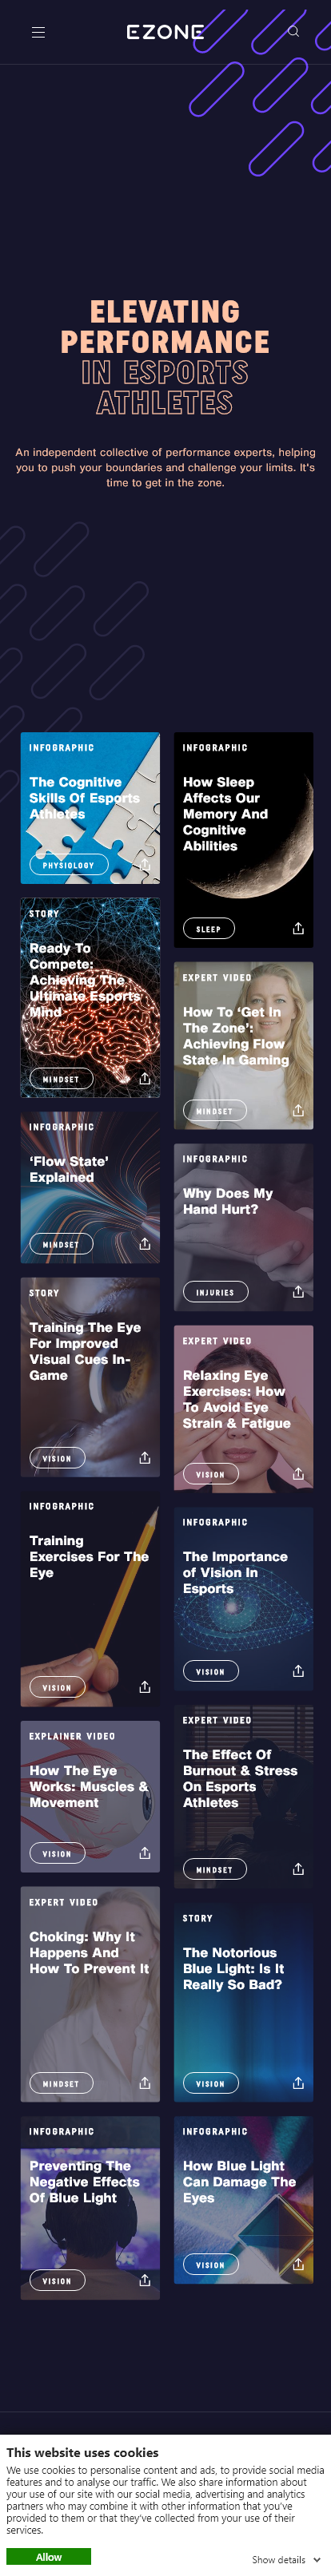 EZONE
ELEVATING
PERFORMANCE
IN ESPORTS
ATHLETES
An independent collective of performance experts, helping
you to push your boundaries and challenge your limits. It's
time to get in the zone.
INFOGRAPHIC
The Cognitive
Skills Of Esports
Athletes
PHYSIOLOGY
STORY
Ready To
Compete:
Achieving The
Ultimate Esports
Mind
MINDSET
INFOGRAPHIC
‘Flow State’
Explained
MINDSET
STORY
Training The Eye
For Improved
Visual Cues In-
Game
VISION
INFOGRAPHIC
Training
Exercises For The
Eye
VISION
EXPLAINER VIDEO
How The Eye
Works: Muscles &
Movement
VISION
EXPERT VIDEO
Choking: Why It
Happens And
How To Prevent It
MINDSET
INFOGRAPHIC
Preventing The
Negative Effects
Of Blue Light
VISION
INFOGRAPHIC
How Sleep
Affects Our
Memory And
Cognitive
Abilities
SLEEP
EXPERT VIDEO
How To ‘Get In
The Zone’:
Achieving Flow
State In Gaming
MINDSET
INFOGRAPHIC
Why Does My
Hand Hurt?
INJURIES
EXPERT VIDEO
Relaxing Eye
Exercises: How
To Avoid Eye
Strain & Fatigue
VISION
INFOGRAPHIC
The Importance
of Vision In
Esports
VISION
EXPERT VIDEO
The Effect Of
Burnout & Stress
On Esports
Athletes
MINDSET
STORY
The Notorious
Blue Light: Is It
Really So Bad?
VISION
INFOGRAPHIC
How Blue Light
Can Damage The
Eyes
VISION
This website uses cookies
We use cookies to personalise content and ads, to provide social media
features and to analyse our traffic. We also share information about
your use of our site with our social media, advertising and analytics
partners who may combine it with other information that you've
provided to them or that they've collected from your use of their
services.
Allow
Show details